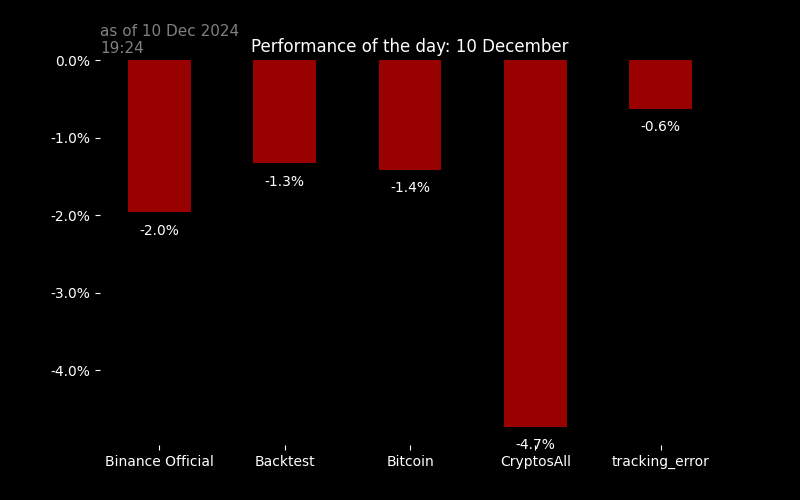 as of 10 Dec 2024
19:24
Performance of the day: 10 December
0.0%
-1.0%
-2.0%
-3.0%
-4.0%
-2.0%
-1.3%
-1.4%
-4.7%
-0.6%
Binance Official
Backtest
Bitcoin
CryptosAll
tracking_error